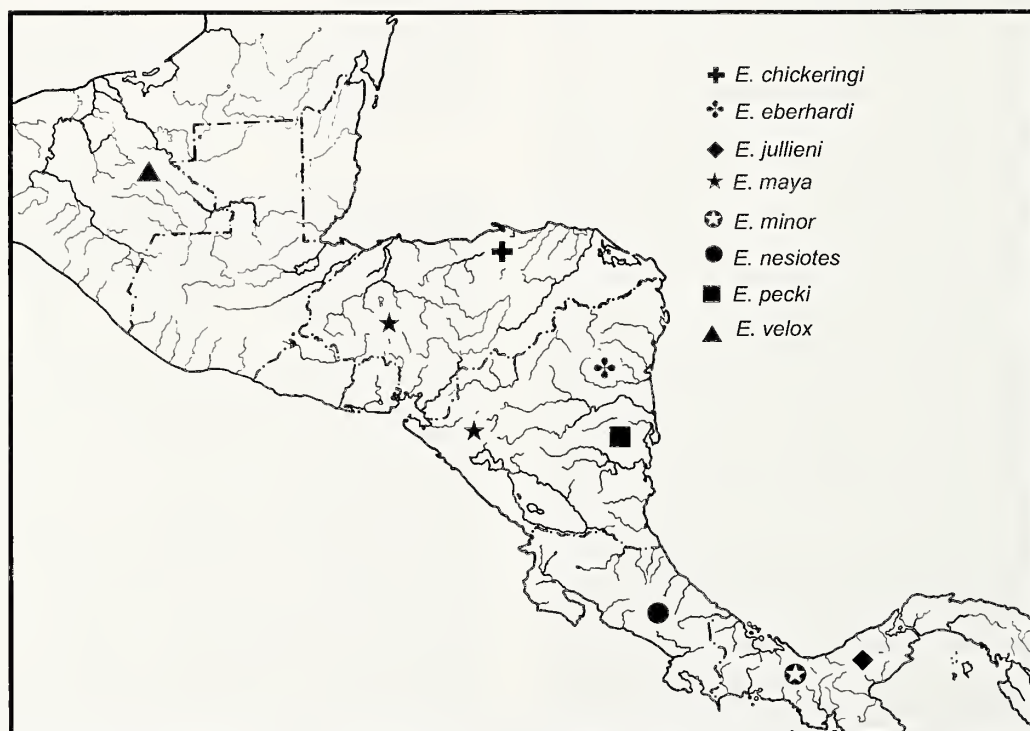 E. chickeringi
E. eberhardi
E. jullieni
E. maya
E. minor
E. nesiotes
E. pecki
E. velox